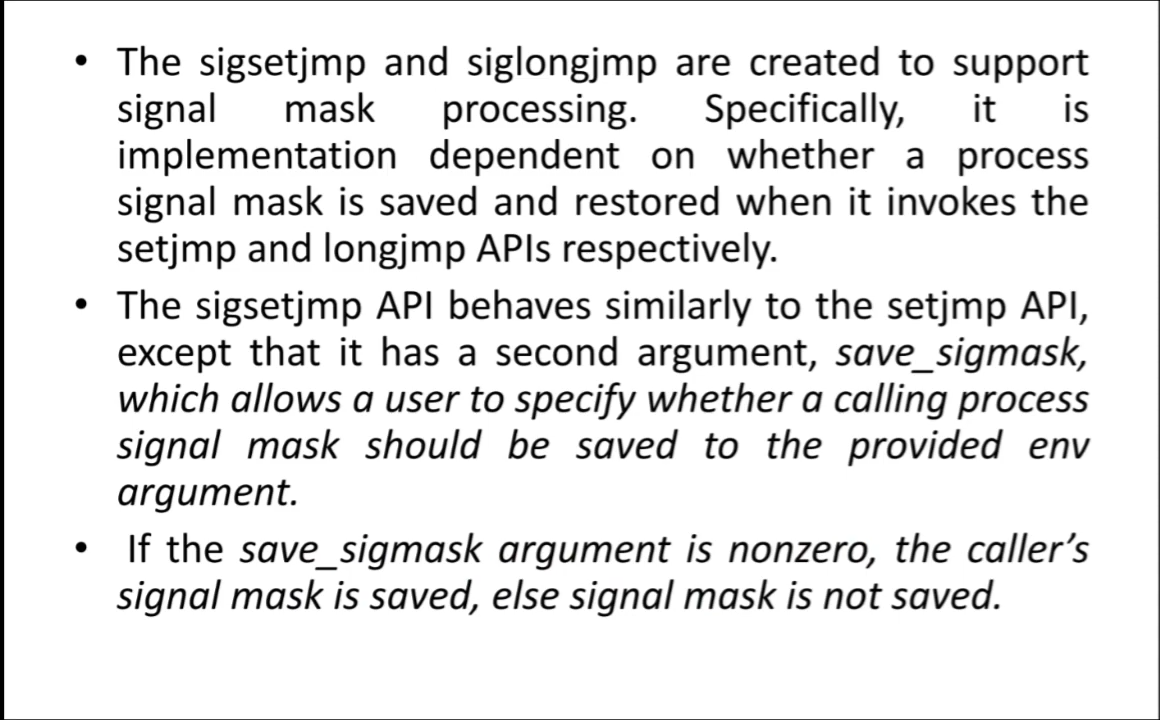 • The sigsetjmp and siglongjmp are created to support
signal mask processing. Specifically, it is
implementation dependent on whether a process
signal mask is saved and restored when it invokes the
setjmp and longjmp APIs respectively.
• The sigsetjmp API behaves similarly to the setjmp API,
except that it has a second argument, save_sigmask,
which allows a user to specify whether a calling process
signal mask should be saved to the provided env
argument.
• If the save_sigmask argument is nonzero, the caller’s
signal mask is saved, else signal mask is not saved.